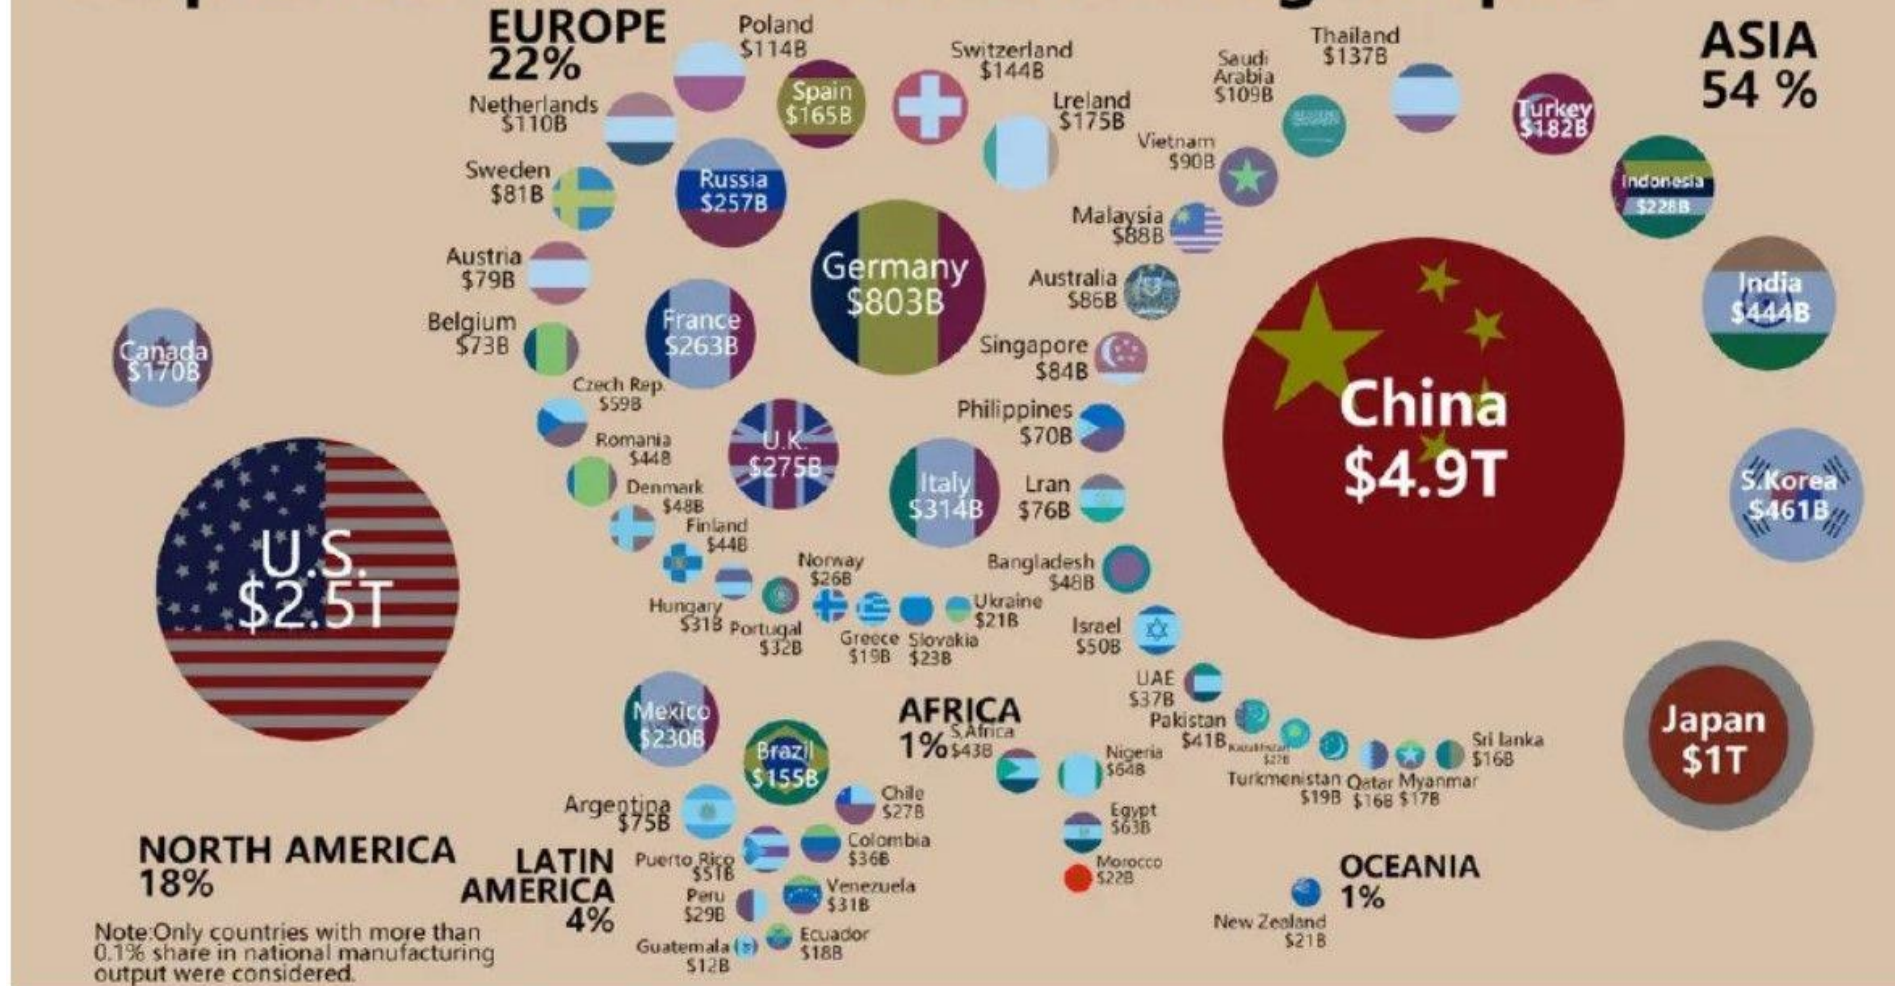 EUROPE
22%
Poland
$114B
Netherlands
$110B
Spain
$165B
Switzerland
$144B
Lreland
$175B
Sweden
$81B
Russia
$257B
Austria
$79B
Germany
$803B
Belgium
$73B
France
$263B
Czech Rep.
$59B
Romania
$44B
U.K.
$275B
Italy
$314B
Denmark
$48B
Finland
$44B
Hungary
$31B
Portugal
$32B
Norway
$26B
Greece
$19B
Slovakia
$23B
Ukraine
$21B
ASIA
54 %
Thailand
$137B
Saudi
Arabia
$109B
Turkey
$182B
Vietnam
$90B
Indonesia
$228B
Malaysia
$88B
Australia
$86B
India
$444B
Singapore
$84B
China
$4.9T
Philippines
$70B
Lran
$76B
S.Korea
$461B
Bangladesh
$48B
Israel
$50B
UAE
$37B
Pakistan
$41B
Kazakhstan
$27B
Turkmenistan
$19B
Qatar
$16B
Myanmar
$17B
Sri lanka
$16B
Japan
$1T
Canada
$170B
U.S.
$2.5T
NORTH AMERICA
18%
Mexico
$230B
Brazil
$155B
Argentina
$75B
Chile
$27B
Puerto Rico
$51B
Colombia
$36B
Peru
$29B
Venezuela
$31B
Guatemala
$12B
Ecuador
$18B
LATIN
AMERICA
4%
AFRICA
1%
S.Africa
$43B
Nigeria
$64B
Egypt
$63B
Morocco
$22B
OCEANIA
1%
New Zealand
$21B
Note:Only countries with more than
0.1% share in national manufacturing
output were considered.